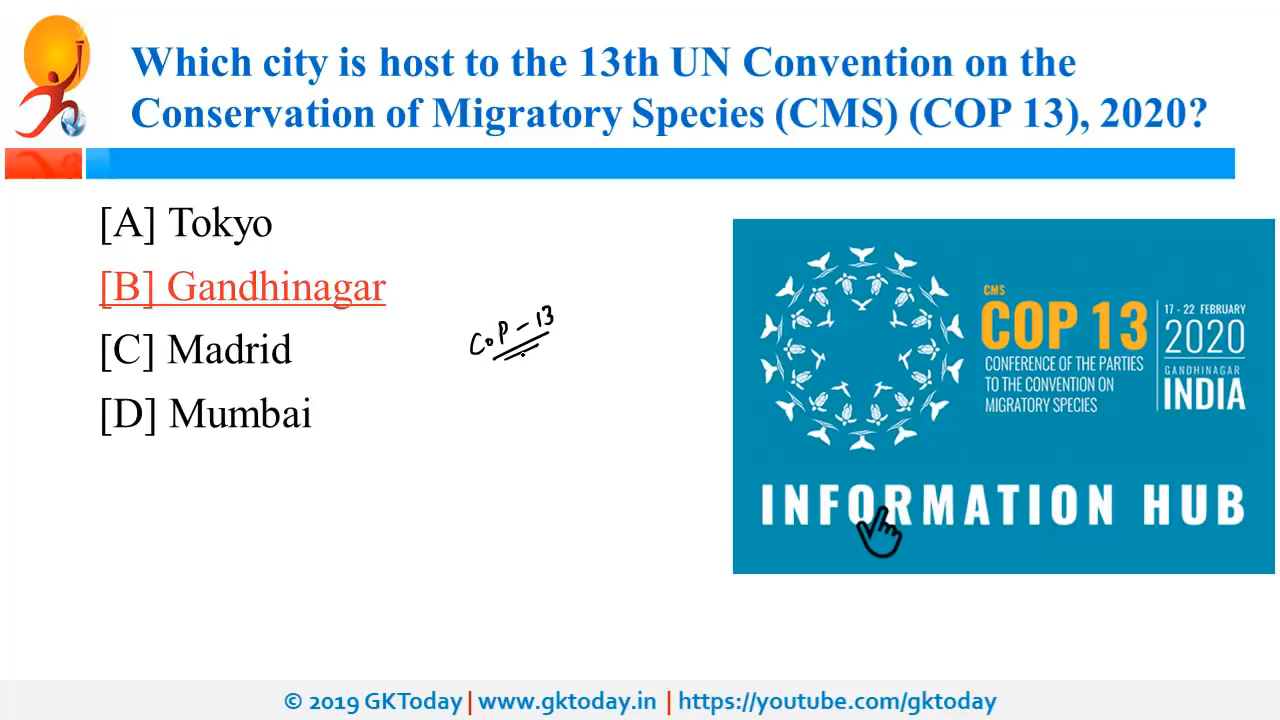 Which city is host to the 13th UN Convention on the
Conservation of Migratory Species (CMS) (COP 13), 2020?
[A] Tokyo
[B] Gandhinagar
[C] Madrid
[D] Mumbai
CoP - 13
CMS
COP 13
CONFERENCE OF THE PARTIES
TO THE CONVENTION ON
MIGRATORY SPECIES
17 - 22 FEBRUARY
2020
GANDHINAGAR
INDIA
INFORMATION HUB
© 2019 GKToday | www.gktoday.in | https://youtube.com/gktoday